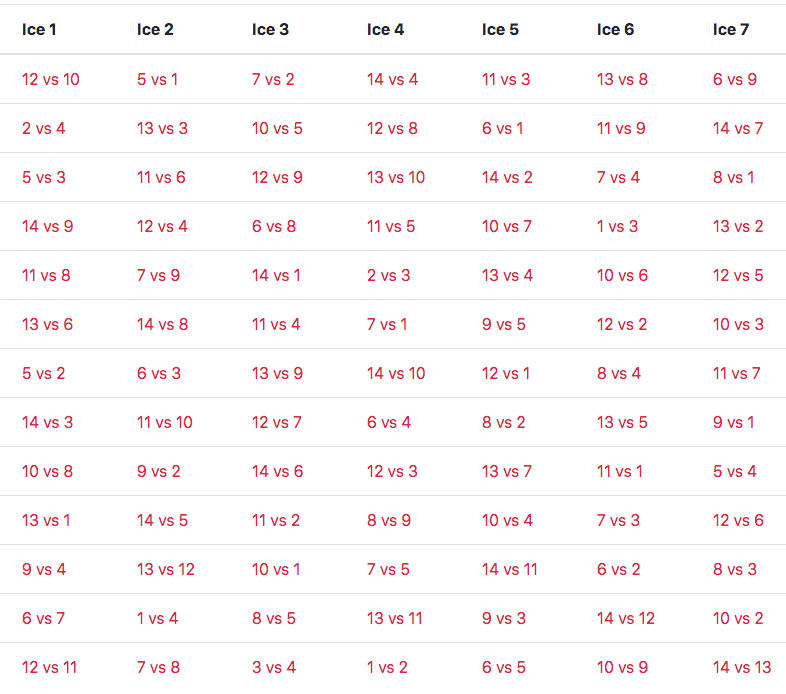 Ice 1 Ice 2 Ice 3 Ice 4 Ice 5 Ice 6 Ice 7
12 vs 10 5 vs 1 7 vs 2 14 vs 4 11 vs 3 13 vs 8 6 vs 9
2 vs 4 13 vs 3 10 vs 5 12 vs 8 6 vs 1 11 vs 9 14 vs 7
5 vs 3 11 vs 6 12 vs 9 13 vs 10 14 vs 2 7 vs 4 8 vs 1
14 vs 9 12 vs 4 6 vs 8 11 vs 5 10 vs 7 1 vs 3 13 vs 2
11 vs 8 7 vs 9 14 vs 1 2 vs 3 13 vs 4 10 vs 6 12 vs 5
13 vs 6 14 vs 8 11 vs 4 7 vs 1 9 vs 5 12 vs 2 10 vs 3
5 vs 2 6 vs 3 13 vs 9 14 vs 10 12 vs 1 8 vs 4 11 vs 7
14 vs 3 11 vs 10 12 vs 7 6 vs 4 8 vs 2 13 vs 5 9 vs 1
10 vs 8 9 vs 2 14 vs 6 12 vs 3 13 vs 7 11 vs 1 5 vs 4
13 vs 1 14 vs 5 11 vs 2 8 vs 9 10 vs 4 7 vs 3 12 vs 6
9 vs 4 13 vs 12 10 vs 1 7 vs 5 14 vs 11 6 vs 2 8 vs 3
6 vs 7 1 vs 4 8 vs 5 13 vs 11 9 vs 3 14 vs 12 10 vs 2
12 vs 11 7 vs 8 3 vs 4 1 vs 2 6 vs 5 10 vs 9 14 vs 13